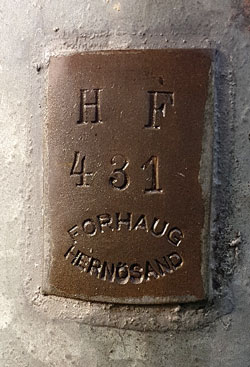 H F
431
FORHAUG
HERNÖSAND